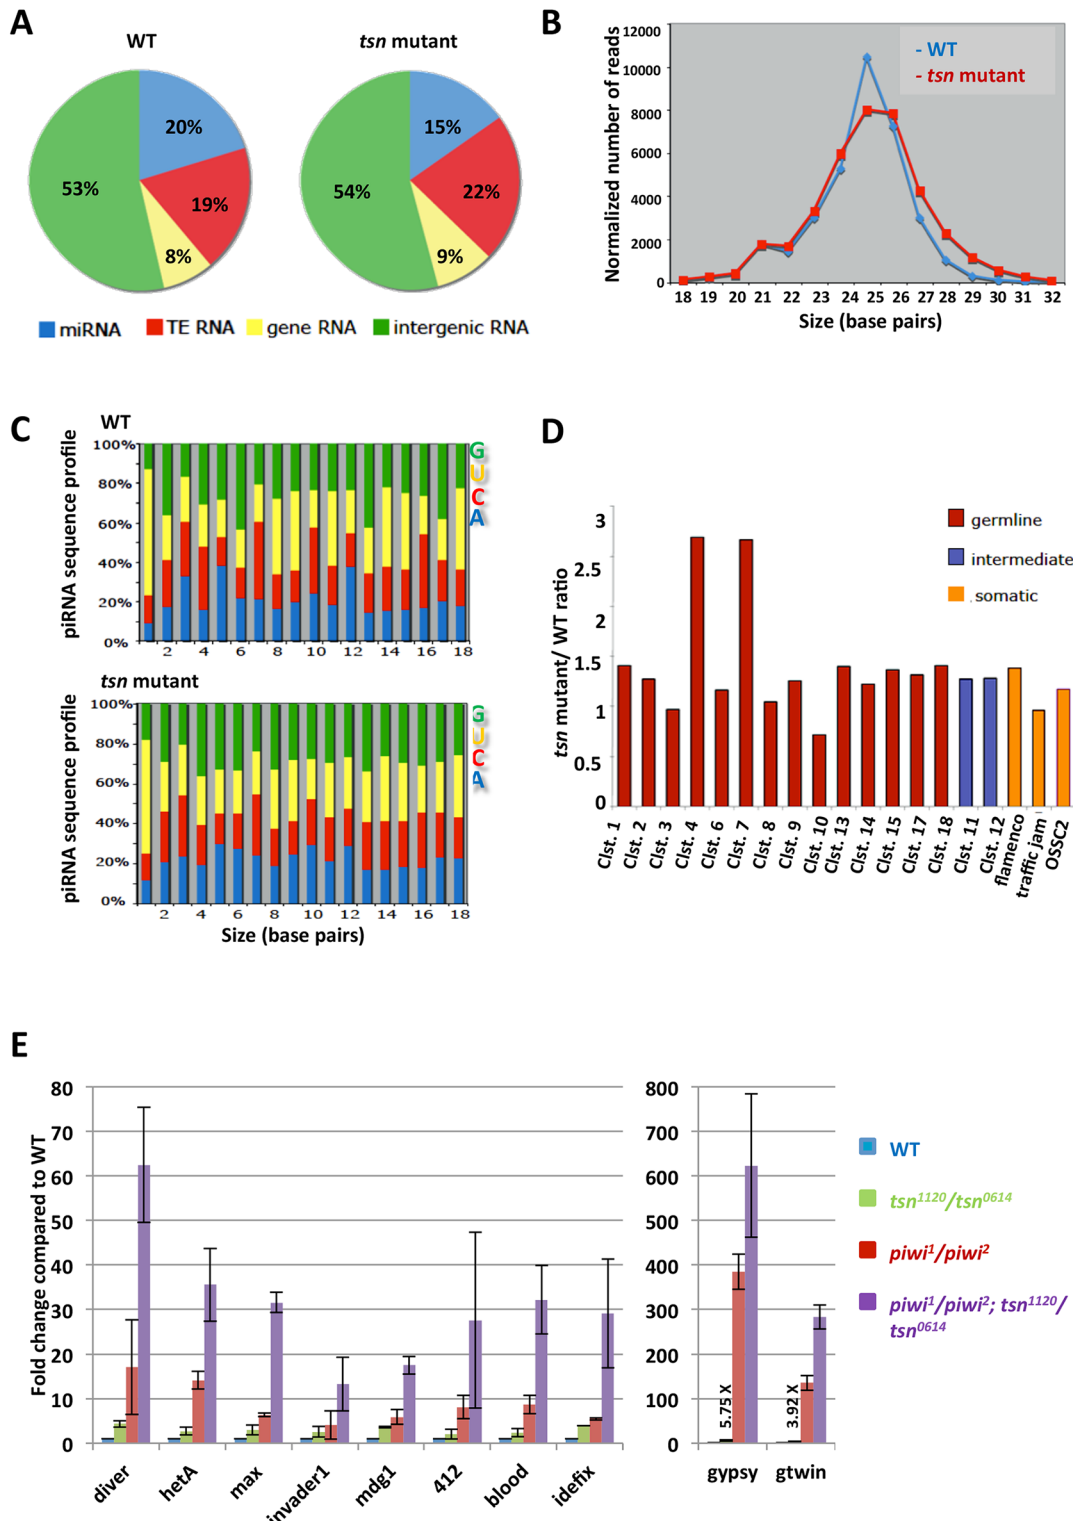 A
WT
tsn mutant
20%
19%
8%
53%
15%
22%
9%
54%
miRNA
TE RNA
gene RNA
intergenic RNA
B
Normalized number of reads
12000
10000
8000
6000
4000
2000
0
- WT
- tsn mutant
18 19 20 21 22 23 24 25 26 27 28 29 30 31 32
Size (base pairs)
C
WT
piRNA sequence profile
100%
80%
60%
40%
20%
0%
G
U
C
A
2 4 6 8 10 12 14 16 18
tsn mutant
piRNA sequence profile
100%
80%
60%
40%
20%
0%
G
U
C
A
2 4 6 8 10 12 14 16 18
Size (base pairs)
D
tsn mutant/ WT ratio
3
2.5
2
1.5
1
0.5
0
germline
intermediate
somatic
Clst. 1
Clst. 2
Clst. 3
Clst. 4
Clst. 6
Clst. 7
Clst. 8
Clst. 9
Clst. 10
Clst. 13
Clst. 14
Clst. 15
Clst. 17
Clst. 18
Clst. 11
Clst. 12
flamenco
traffic jam
OSSC2
E
Fold change compared to WT
80
70
60
50
40
30
20
10
0
diver
hetA
max
invader1
mdg1
412
blood
idefix
800
700
600
500
400
300
200
100
0
5.75 X
3.92 X
gypsy
gtwin
WT
tsn1120/tsn0614
piwi1/piwi2
piwi1/piwi2; tsn1120/
tsn0614